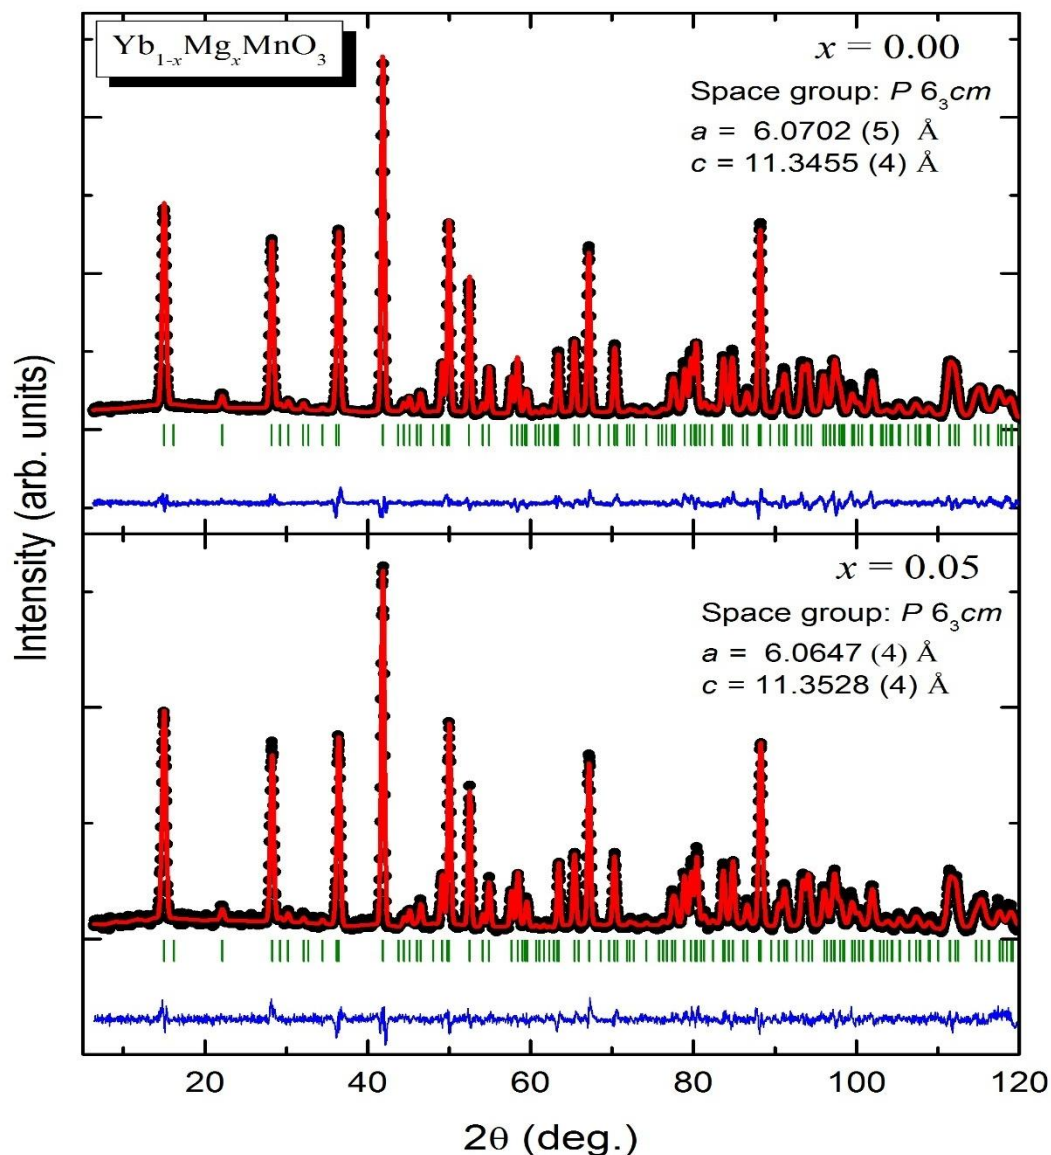 Yb₁₋ₓMgₓMnO₃
x = 0.00
Space group: P 6₃cm
a = 6.0702 (5) Å
c = 11.3455 (4) Å
x = 0.05
Space group: P 6₃cm
a = 6.0647 (4) Å
c = 11.3528 (4) Å
Intensity (arb. units)
20 40 60 80 100 120
2θ (deg.)